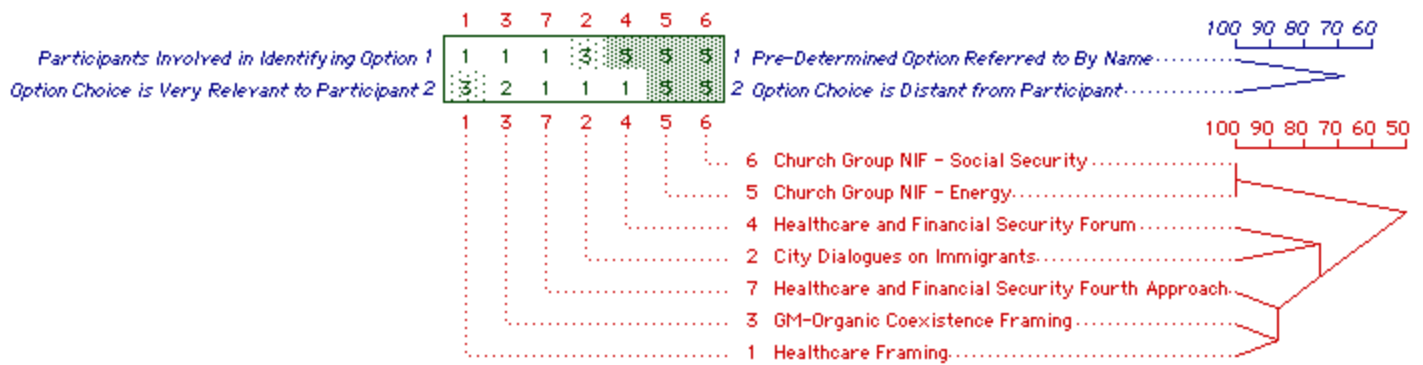 1 3 7 2 4 5 6
100 90 80 70 60
Participants Involved in Identifying Option 1 1 1 1 3 5 5 5 1 Pre-Determined Option Referred to By Name
Option Choice is Very Relevant to Participant 2 3 2 1 1 1 5 5 2 Option Choice is Distant from Participant
1 3 7 2 4 5 6
100 90 80 70 60 50
6 Church Group NIF - Social Security
5 Church Group NIF - Energy
4 Healthcare and Financial Security Forum
2 City Dialogues on Immigrants
7 Healthcare and Financial Security Fourth Approach
3 GM-Organic Coexistence Framing
1 Healthcare Framing